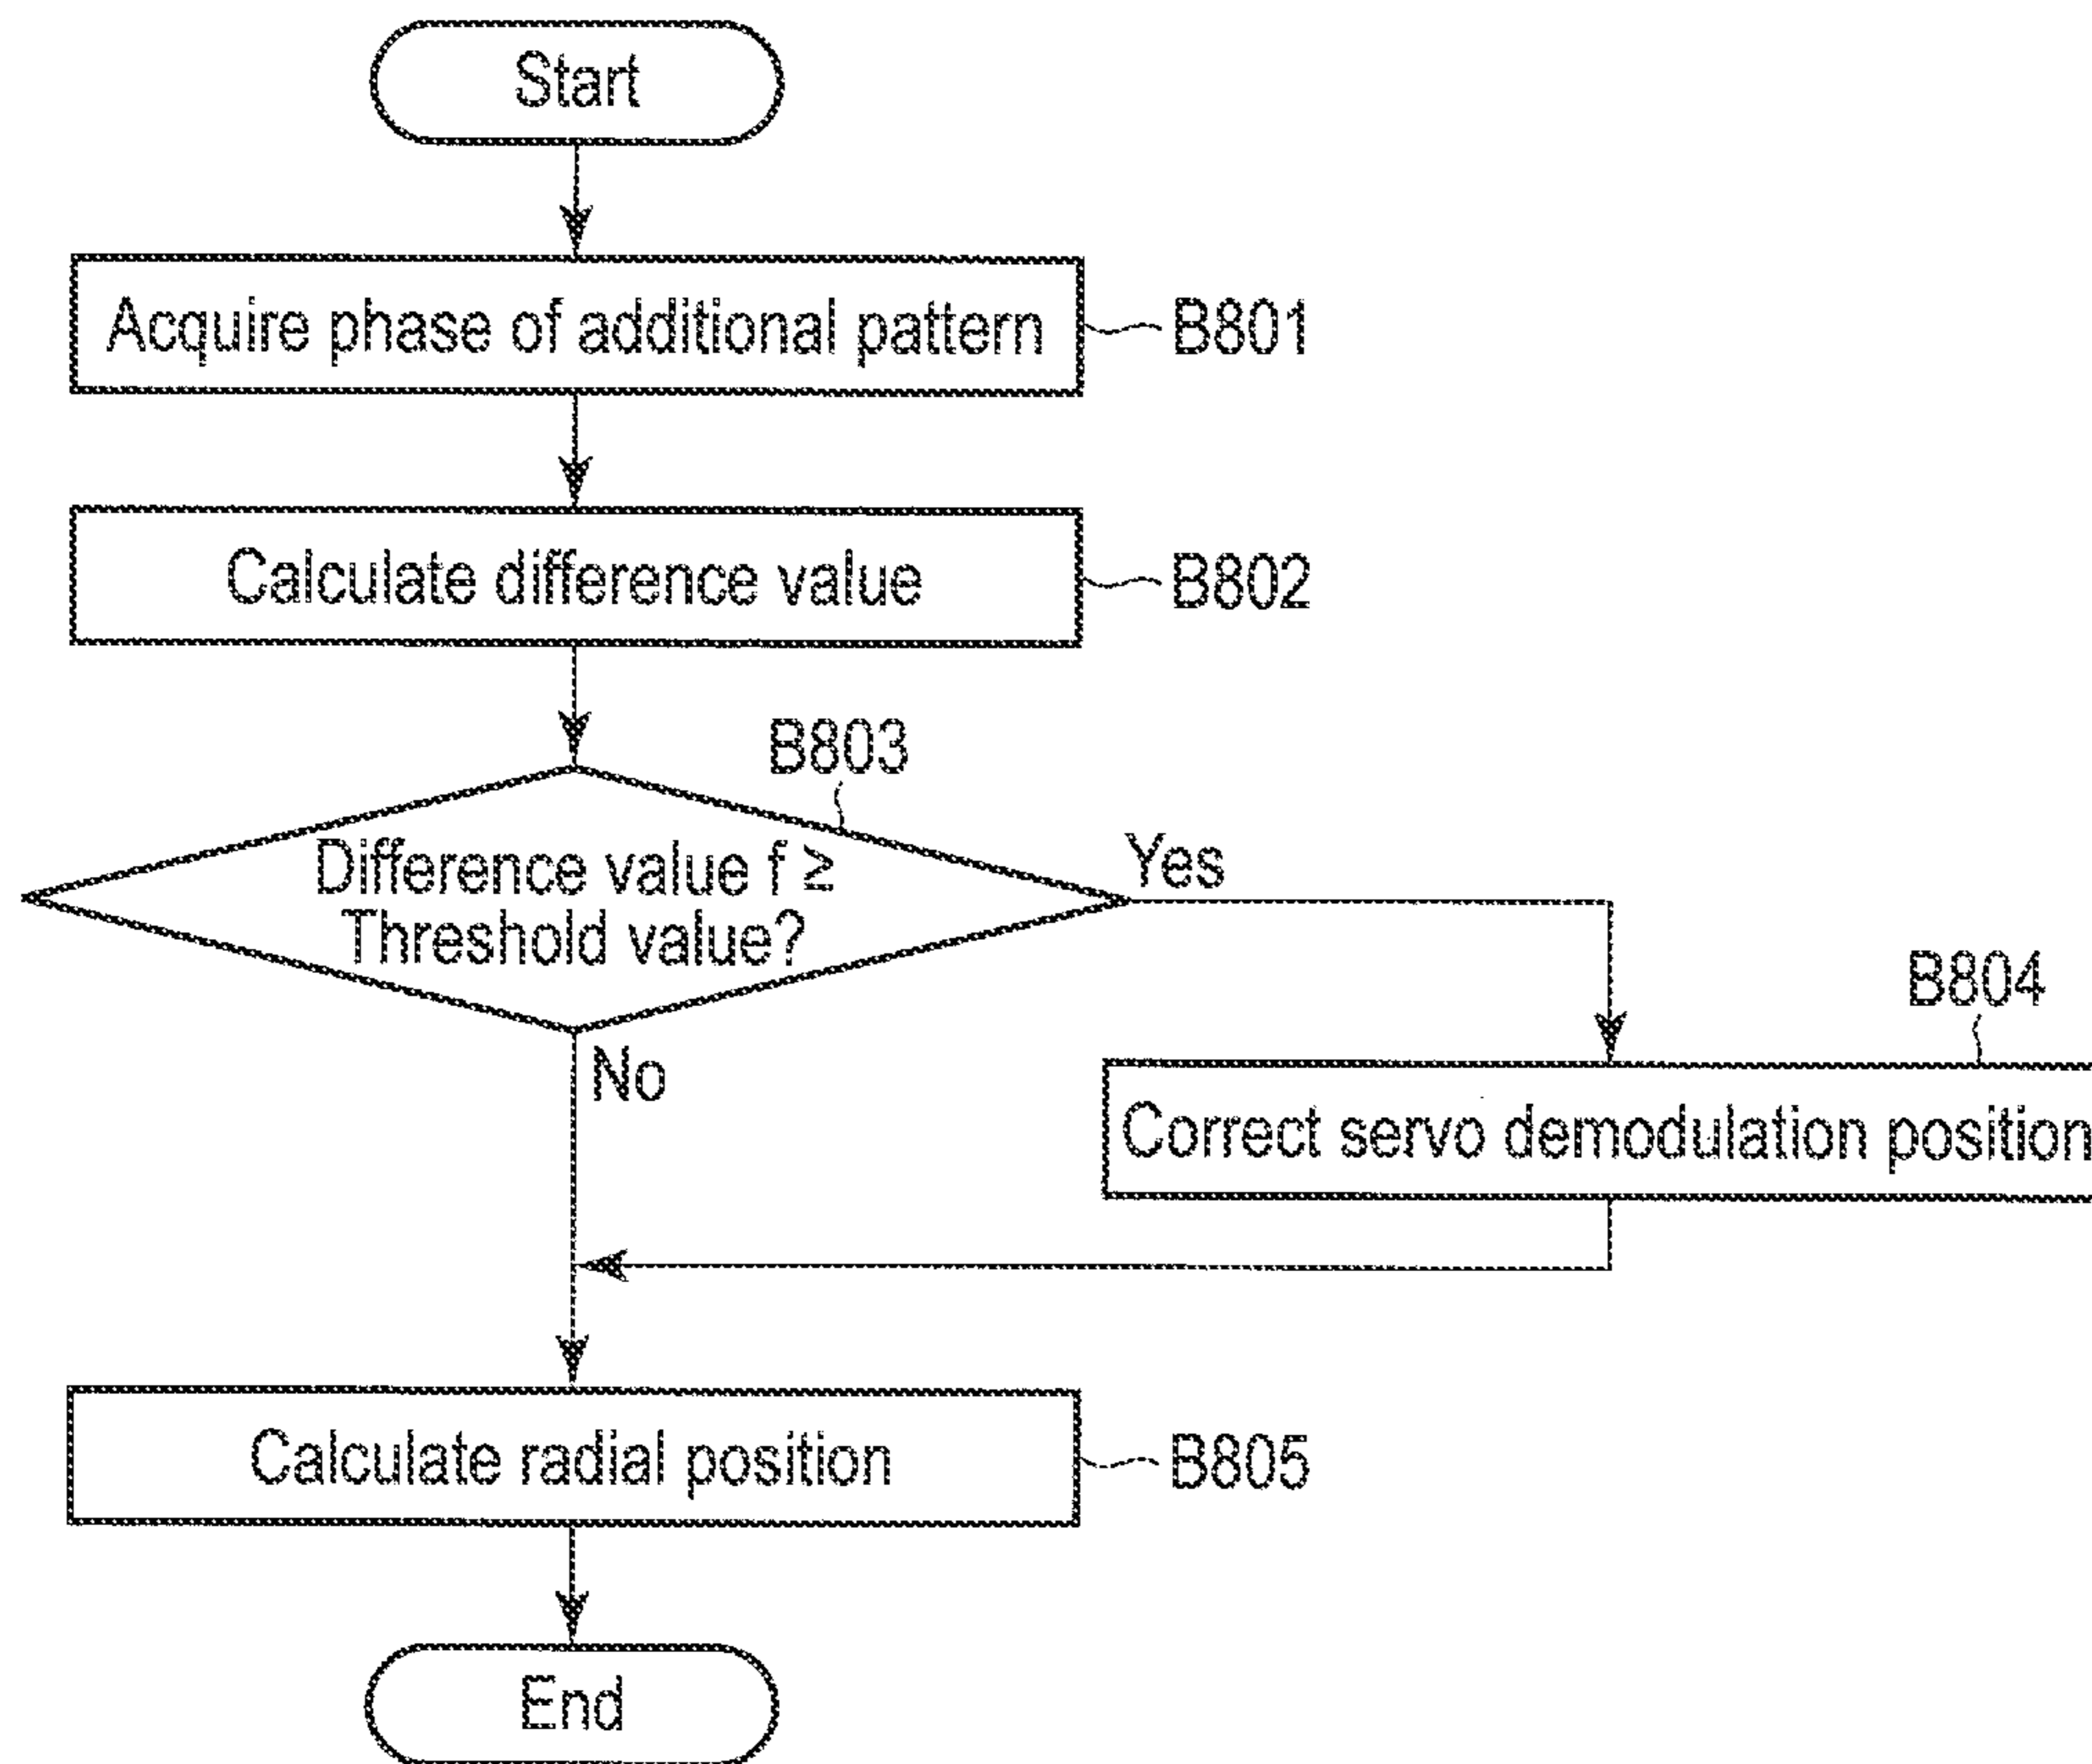 Start
Acquire phase of additional pattern
B801
Calculate difference value
B802
B803
Difference value f ≥
Threshold value?
Yes
No
B804
Correct servo demodulation position
Calculate radial position
B805
End